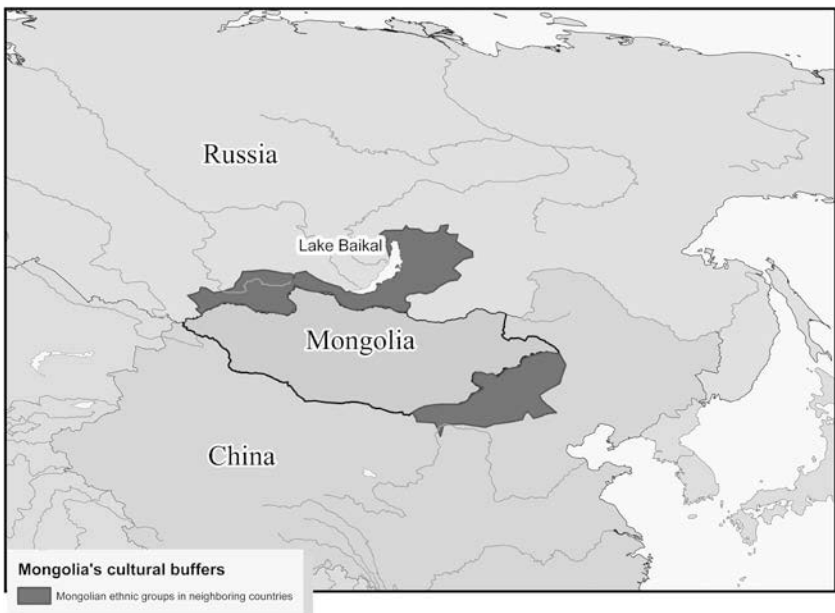 Russia
Lake Baikal
Mongolia
China
Mongolia's cultural buffers
Mongolian ethnic groups in neighboring countries